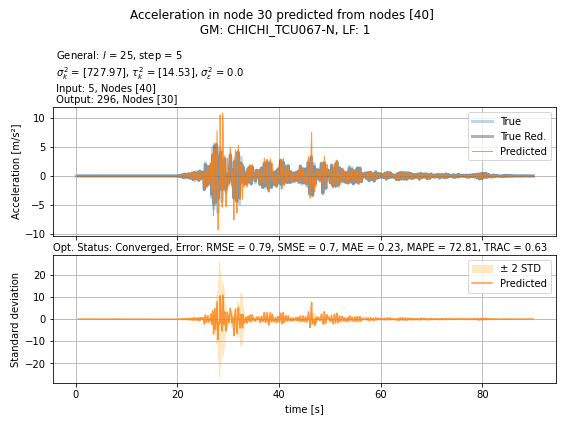 Acceleration in node 30 predicted from nodes [40]
GM: CHICHI_TCU067-N, LF: 1
General: l = 25, step = 5
σ²ₖ = [727.97], τ²ₖ = [14.53], σ²ε = 0.0
Input: 5, Nodes [40]
Output: 296, Nodes [30]
Acceleration [m/s²]
10
5
0
−5
−10
True
True Red.
Predicted
Opt. Status: Converged, Error: RMSE = 0.79, SMSE = 0.7, MAE = 0.23, MAPE = 72.81, TRAC = 0.63
Standard deviation
20
10
0
−10
−20
± 2 STD
Predicted
0 20 40 60 80
time [s]